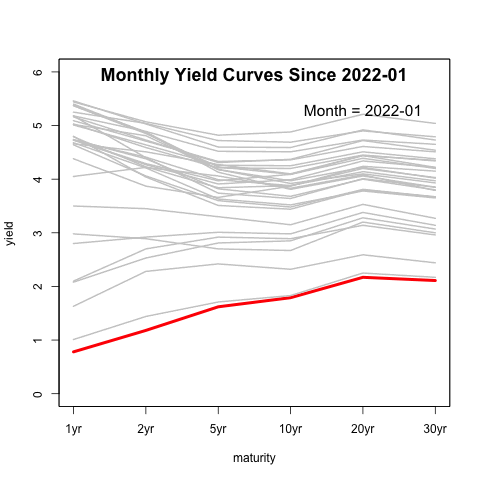 Monthly Yield Curves Since 2022-01
Month = 2022-01
yield
6
5
4
3
2
1
0
1yr 2yr 5yr 10yr 20yr 30yr
maturity